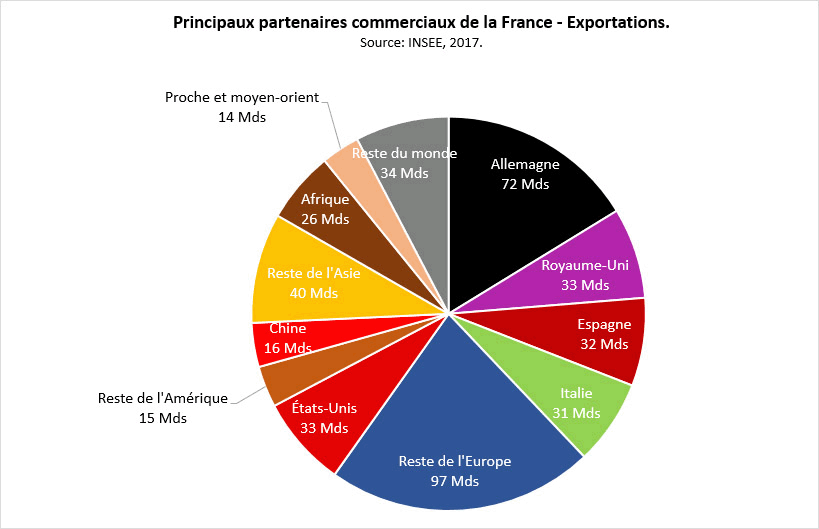 Principaux partenaires commerciaux de la France - Exportations.
Source: INSEE, 2017.
Proche et moyen-orient
14 Mds
Reste du monde
34 Mds
Allemagne
72 Mds
Afrique
26 Mds
Royaume-Uni
33 Mds
Reste de l'Asie
40 Mds
Espagne
32 Mds
Chine
16 Mds
Italie
31 Mds
Reste de l'Amérique
15 Mds
États-Unis
33 Mds
Reste de l'Europe
97 Mds